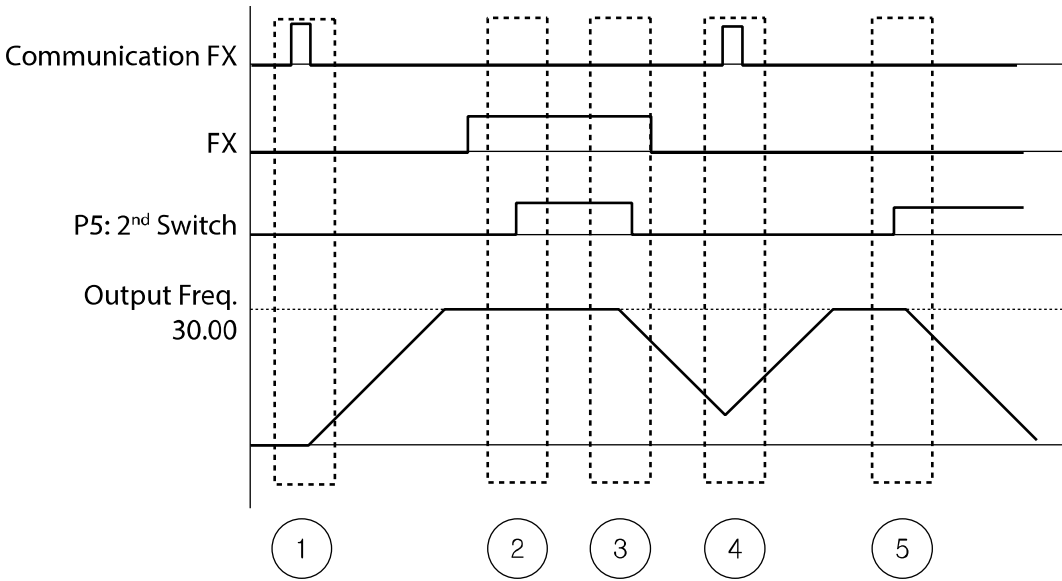 Communication FX
FX
P5: 2nd Switch
Output Freq.
30.00
1 2 3 4 5